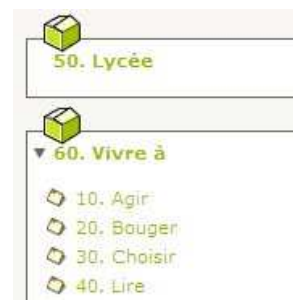 50. Lycée
60. Vivre à
10. Agir
20. Bouger
30. Choisir
40. Lire